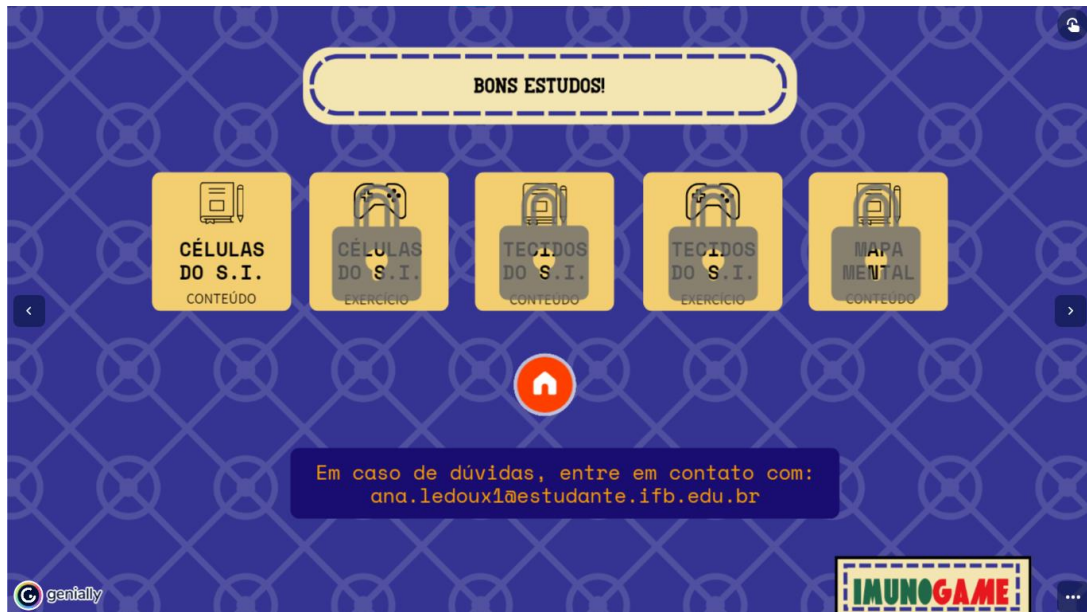 BONS ESTUDOS!
CÉLULAS
DO S.I.
CONTEÚDO
CÉLULAS
DO S.I.
EXERCÍCIO
TECIDOS
DO S.I.
CONTEÚDO
TECIDOS
DO S.I.
EXERCÍCIO
MAPA
MENTAL
CONTEÚDO
Em caso de dúvidas, entre em contato com:
ana.ledoux1@estudante.ifb.edu.br
genially
IMUNOGAME